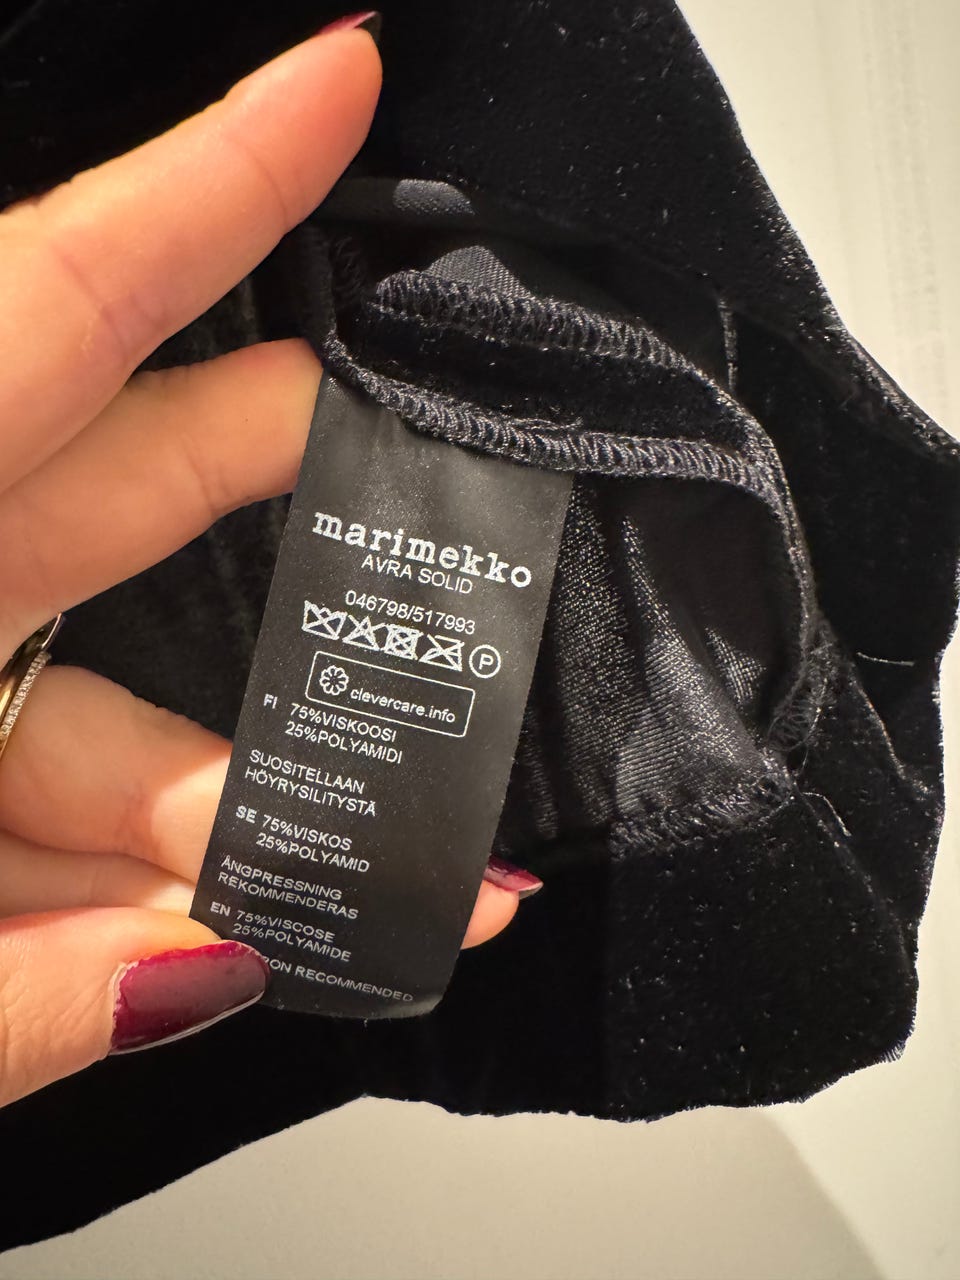 marimekko
AVRA SOLID
046798/517993
P
clevercare.info
FI 75%VISKOOSI
25%POLYAMIDI
SUOSITELLAAN
HÖYRYSILITYSTÄ
SE 75%VISKOS
25%POLYAMID
ÅNGPRESSNING
REKOMMENDERAS
EN 75%VISCOSE
25%POLYAMIDE
RECOMMENDED